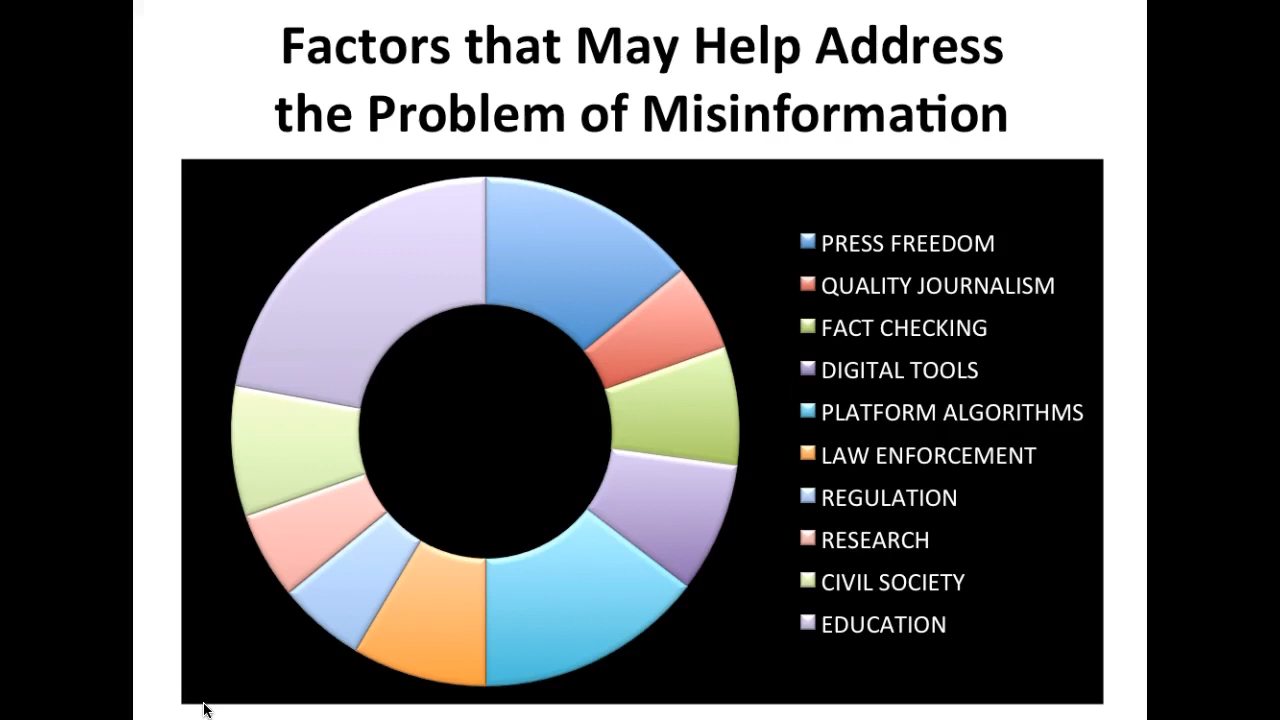 Factors that May Help Address
the Problem of Misinformation
PRESS FREEDOM
QUALITY JOURNALISM
FACT CHECKING
DIGITAL TOOLS
PLATFORM ALGORITHMS
LAW ENFORCEMENT
REGULATION
RESEARCH
CIVIL SOCIETY
EDUCATION